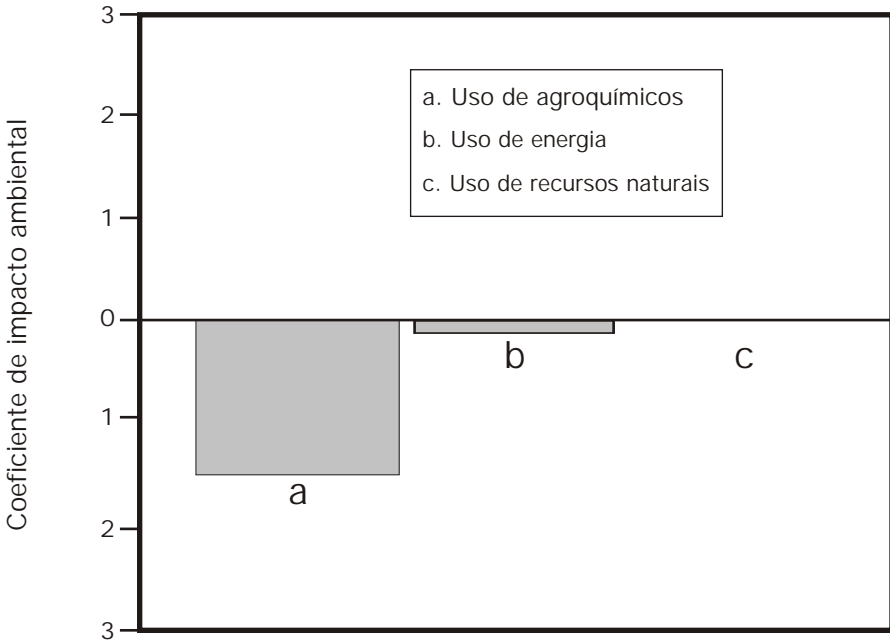 Coeficiente de impacto ambiental
3
2
1
0
1
2
3
a. Uso de agroquímicos
b. Uso de energia
c. Uso de recursos naturais
a
b
c